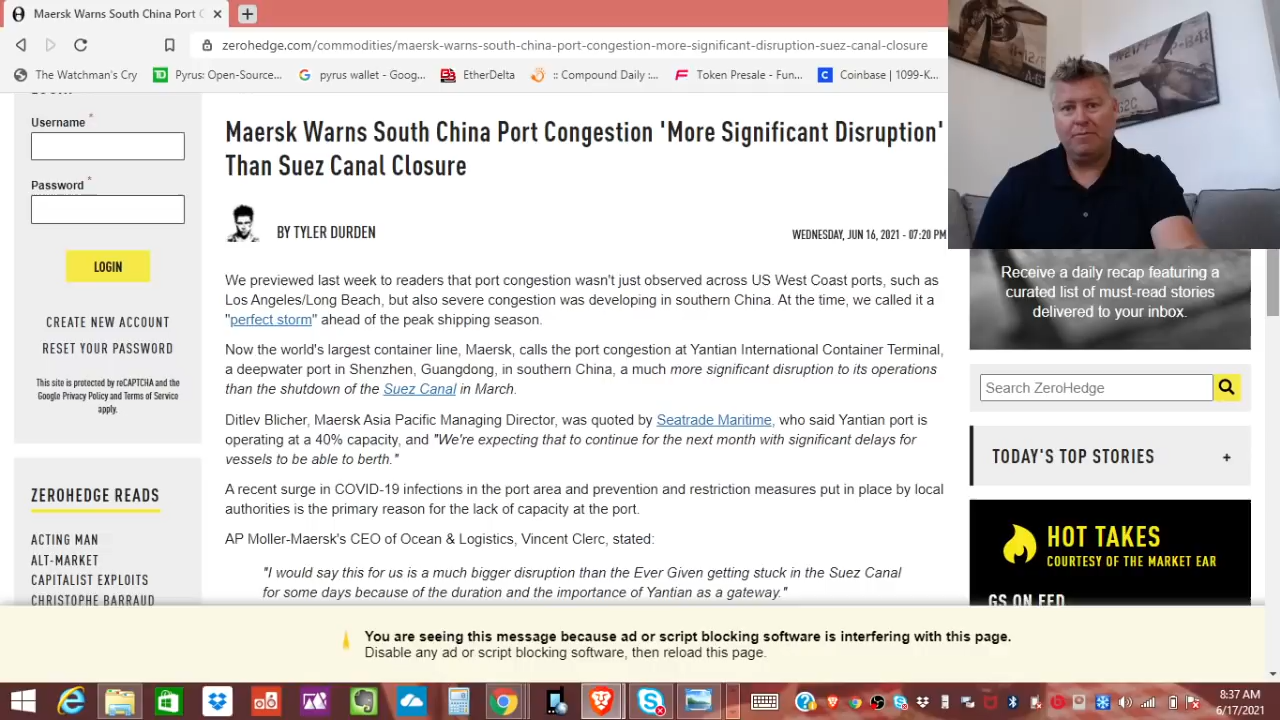 Maersk Warns South China Port C
zerohedge.com/commodities/maersk-warns-south-china-port-congestion-more-significant-disruption-suez-canal-closure
The Watchman's Cry
Pyrus: Open-Source...
pyrus wallet - Goog...
EtherDelta
:: Compound Daily :...
Token Presale - Fun...
Coinbase | 1099-K...
Username *
Password *
LOGIN
CREATE NEW ACCOUNT
RESET YOUR PASSWORD
This site is protected by reCAPTCHA and the
Google Privacy Policy and Terms of Service
apply.
ZEROHEDGE READS
ACTING MAN
ALT-MARKET
CAPITALIST EXPLOITS
CHRISTOPHE BARRAUD
Maersk Warns South China Port Congestion 'More Significant Disruption'
Than Suez Canal Closure
BY TYLER DURDEN
WEDNESDAY, JUN 16, 2021 - 07:20 PM
We previewed last week to readers that port congestion wasn't just observed across US West Coast ports, such as
Los Angeles/Long Beach, but also severe congestion was developing in southern China. At the time, we called it a
"perfect storm" ahead of the peak shipping season.
Now the world's largest container line, Maersk, calls the port congestion at Yantian International Container Terminal,
a deepwater port in Shenzhen, Guangdong, in southern China, a much more significant disruption to its operations
than the shutdown of the Suez Canal in March.
Ditlev Blicher, Maersk Asia Pacific Managing Director, was quoted by Seatrade Maritime, who said Yantian port is
operating at a 40% capacity, and "We're expecting that to continue for the next month with significant delays for
vessels to be able to berth."
A recent surge in COVID-19 infections in the port area and prevention and restriction measures put in place by local
authorities is the primary reason for the lack of capacity at the port.
AP Moller-Maersk's CEO of Ocean & Logistics, Vincent Clerc, stated:
"I would say this for us is a much bigger disruption than the Ever Given getting stuck in the Suez Canal
for some days because of the duration and the importance of Yantian as a gateway."
Receive a daily recap featuring a
curated list of must-read stories
delivered to your inbox.
Search ZeroHedge
TODAY'S TOP STORIES +
HOT TAKES
COURTESY OF THE MARKET EAR
GS ON FED
You are seeing this message because ad or script blocking software is interfering with this page.
Disable any ad or script blocking software, then reload this page.
8:37 AM
6/17/2021